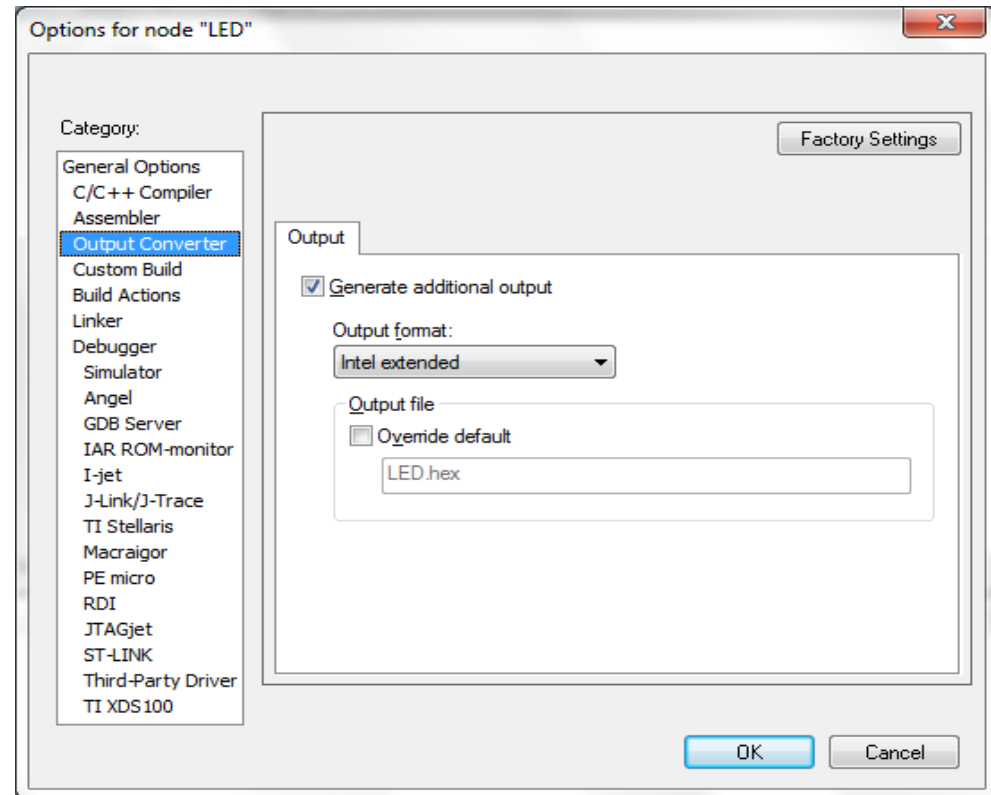 Options for node "LED"
Category:
General Options
C/C++ Compiler
Assembler
Output Converter
Custom Build
Build Actions
Linker
Debugger
Simulator
Angel
GDB Server
IAR ROM-monitor
I-jet
J-Link/J-Trace
TI Stellaris
Macraigor
PE micro
RDI
JTAGjet
ST-LINK
Third-Party Driver
TI XDS100
Factory Settings
Output
Generate additional output
Output format:
Intel extended
Output file
Override default
LED.hex
OK
Cancel